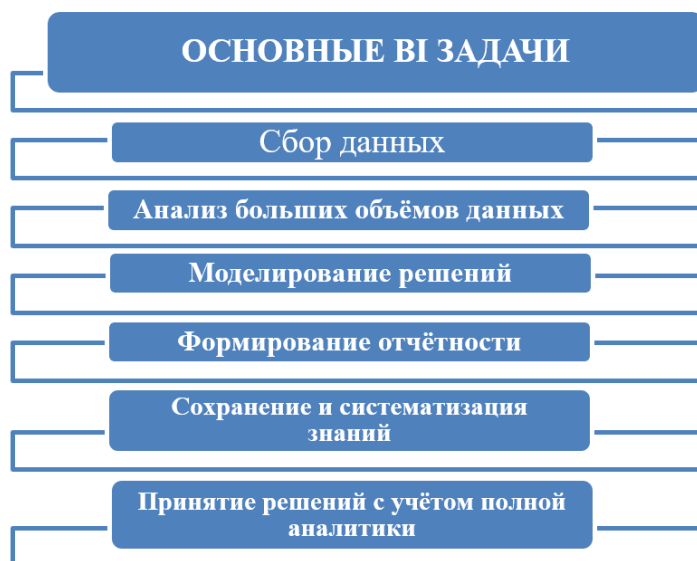 ОСНОВНЫЕ BI ЗАДАЧИ
Сбор данных
Анализ больших объёмов данных
Моделирование решений
Формирование отчётности
Сохранение и систематизация
знаний
Принятие решений с учётом полной
аналитики